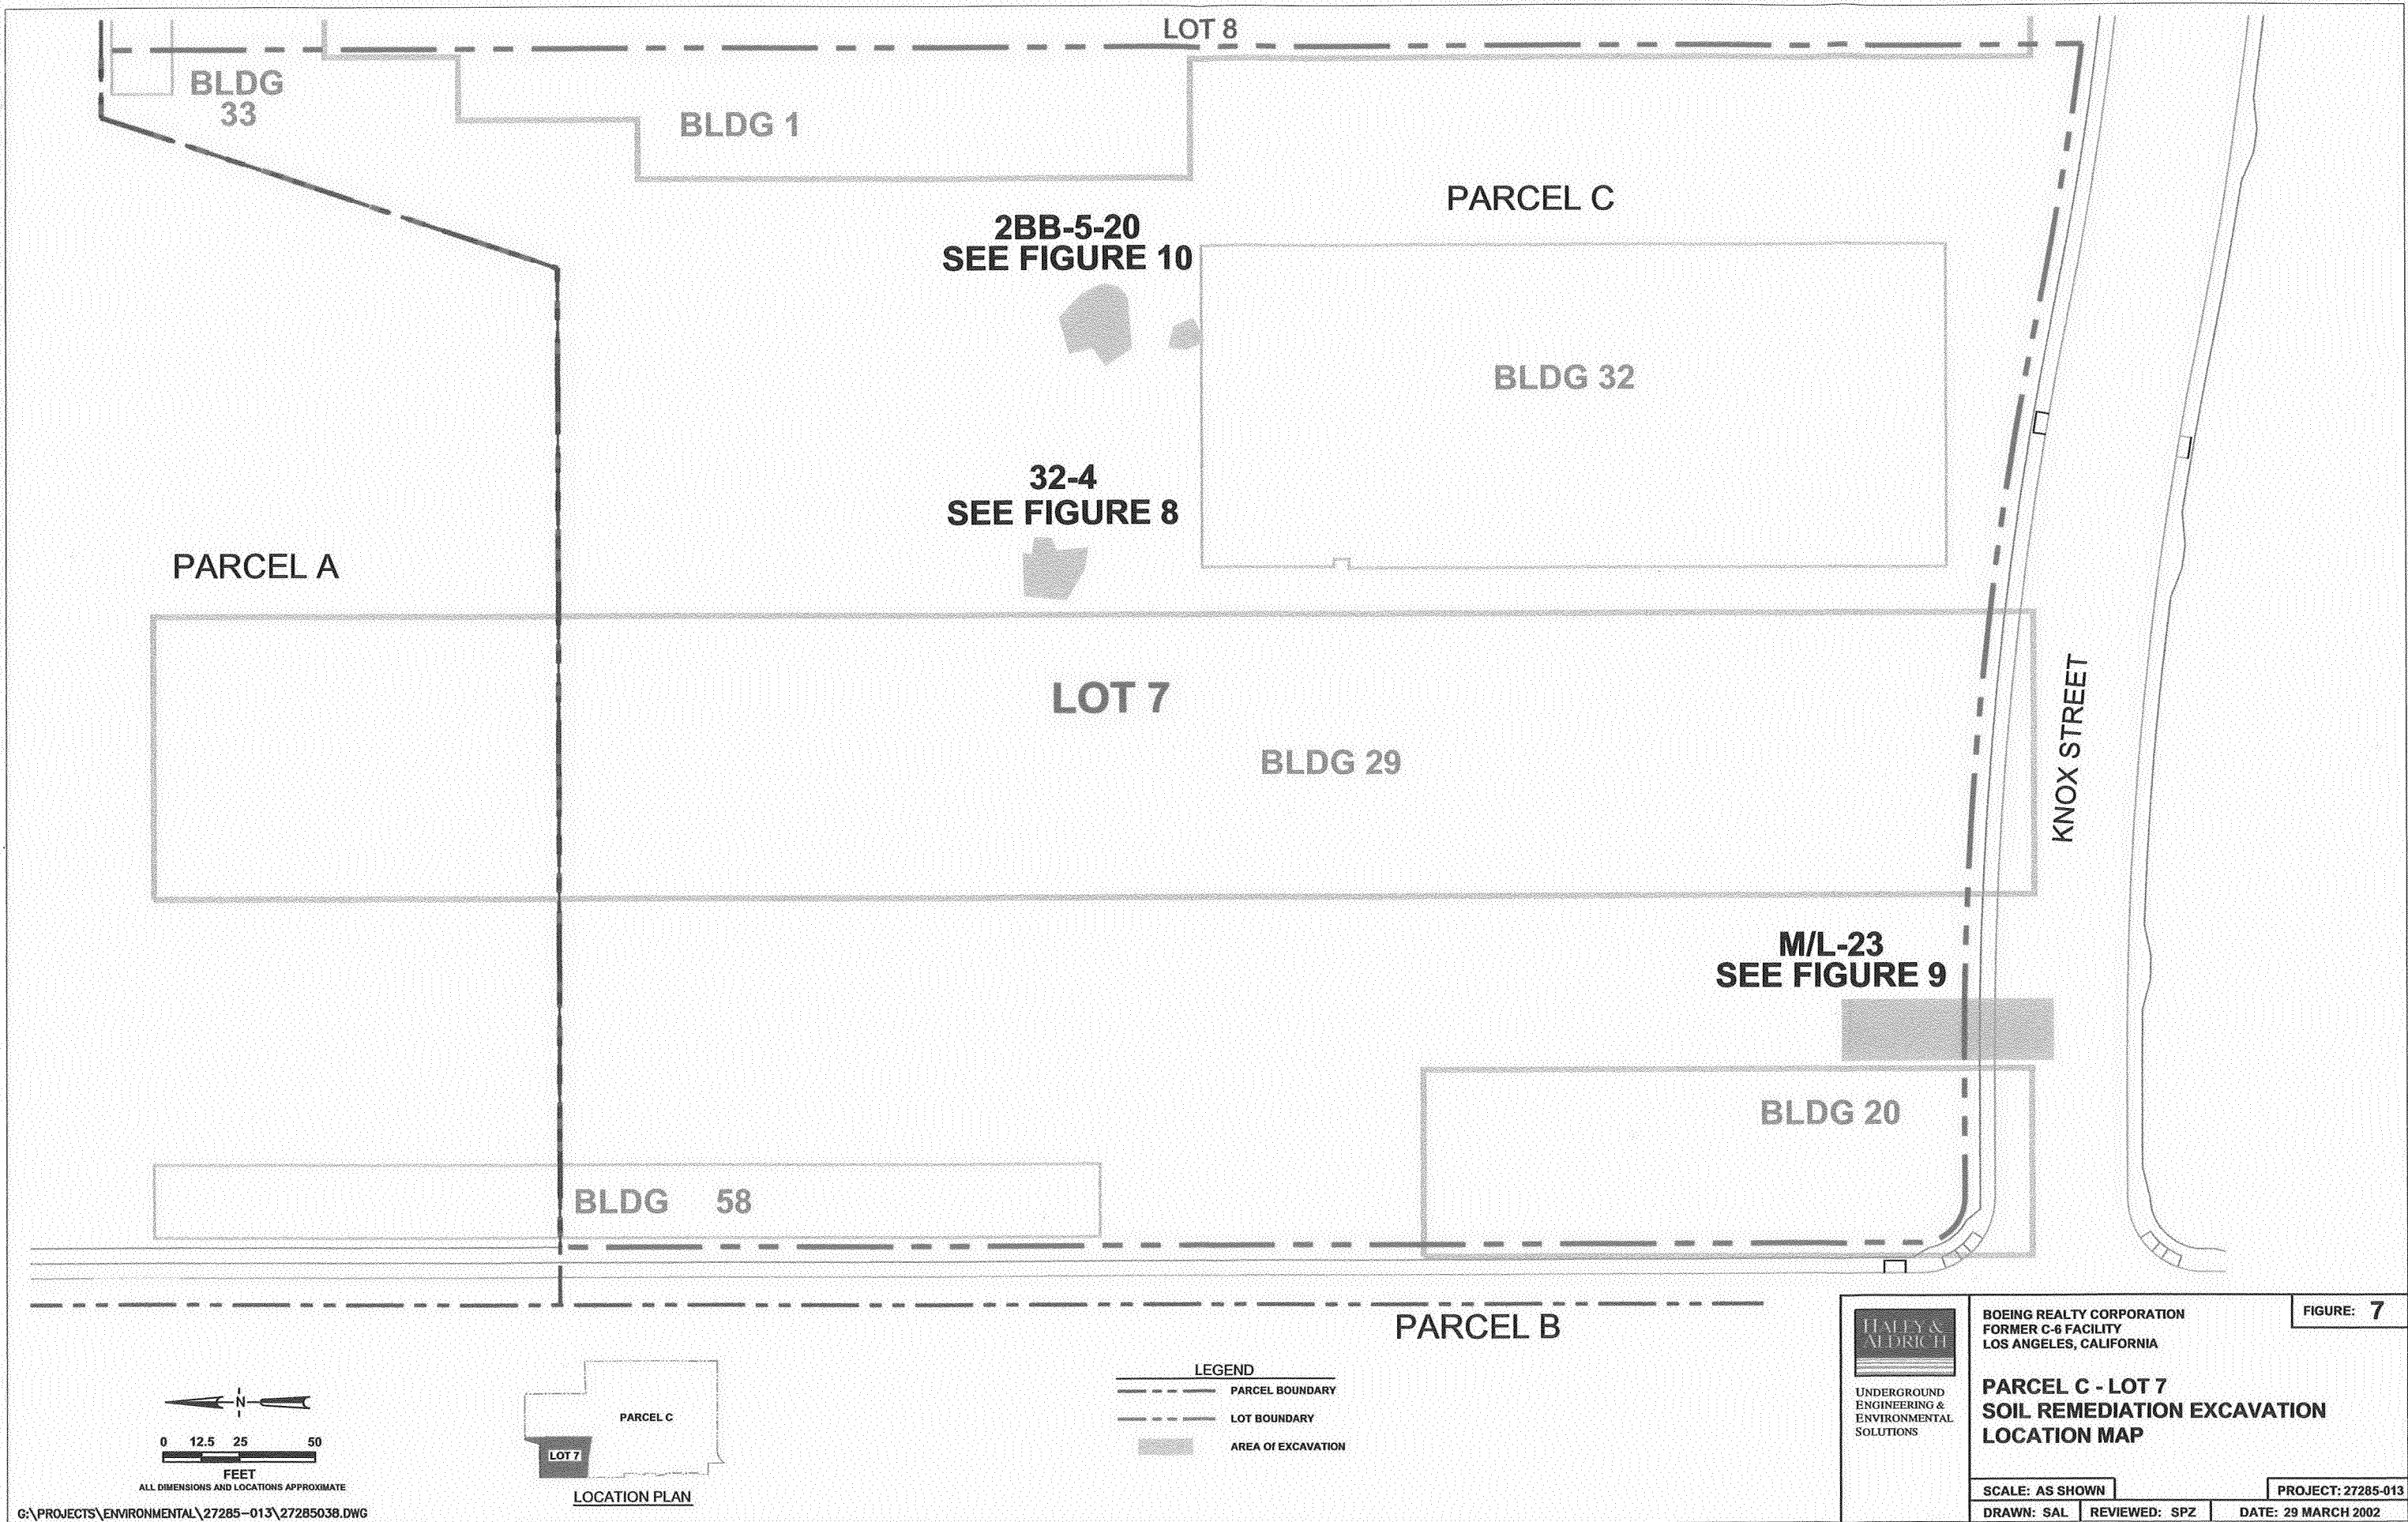 LOT 8
BLDG
33
BLDG 1
PARCEL C
2BB-5-20
SEE FIGURE 10
BLDG 32
32-4
SEE FIGURE 8
PARCEL A
LOT 7
BLDG 29
KNOX STREET
M/L-23
SEE FIGURE 9
BLDG 20
BLDG 58
PARCEL B
N
0 12.5 25 50
FEET
ALL DIMENSIONS AND LOCATIONS APPROXIMATE
G:\PROJECTS\ENVIRONMENTAL\27285-013\27285038.DWG
PARCEL C
LOT 7
LOCATION PLAN
LEGEND
PARCEL BOUNDARY
LOT BOUNDARY
AREA Of EXCAVATION
HALEY &
ALDRICH
UNDERGROUND
ENGINEERING &
ENVIRONMENTAL
SOLUTIONS
BOEING REALTY CORPORATION
FORMER C-6 FACILITY
LOS ANGELES, CALIFORNIA
FIGURE: 7
PARCEL C - LOT 7
SOIL REMEDIATION EXCAVATION
LOCATION MAP
SCALE: AS SHOWN
PROJECT: 27285-013
DRAWN: SAL
REVIEWED: SPZ
DATE: 29 MARCH 2002